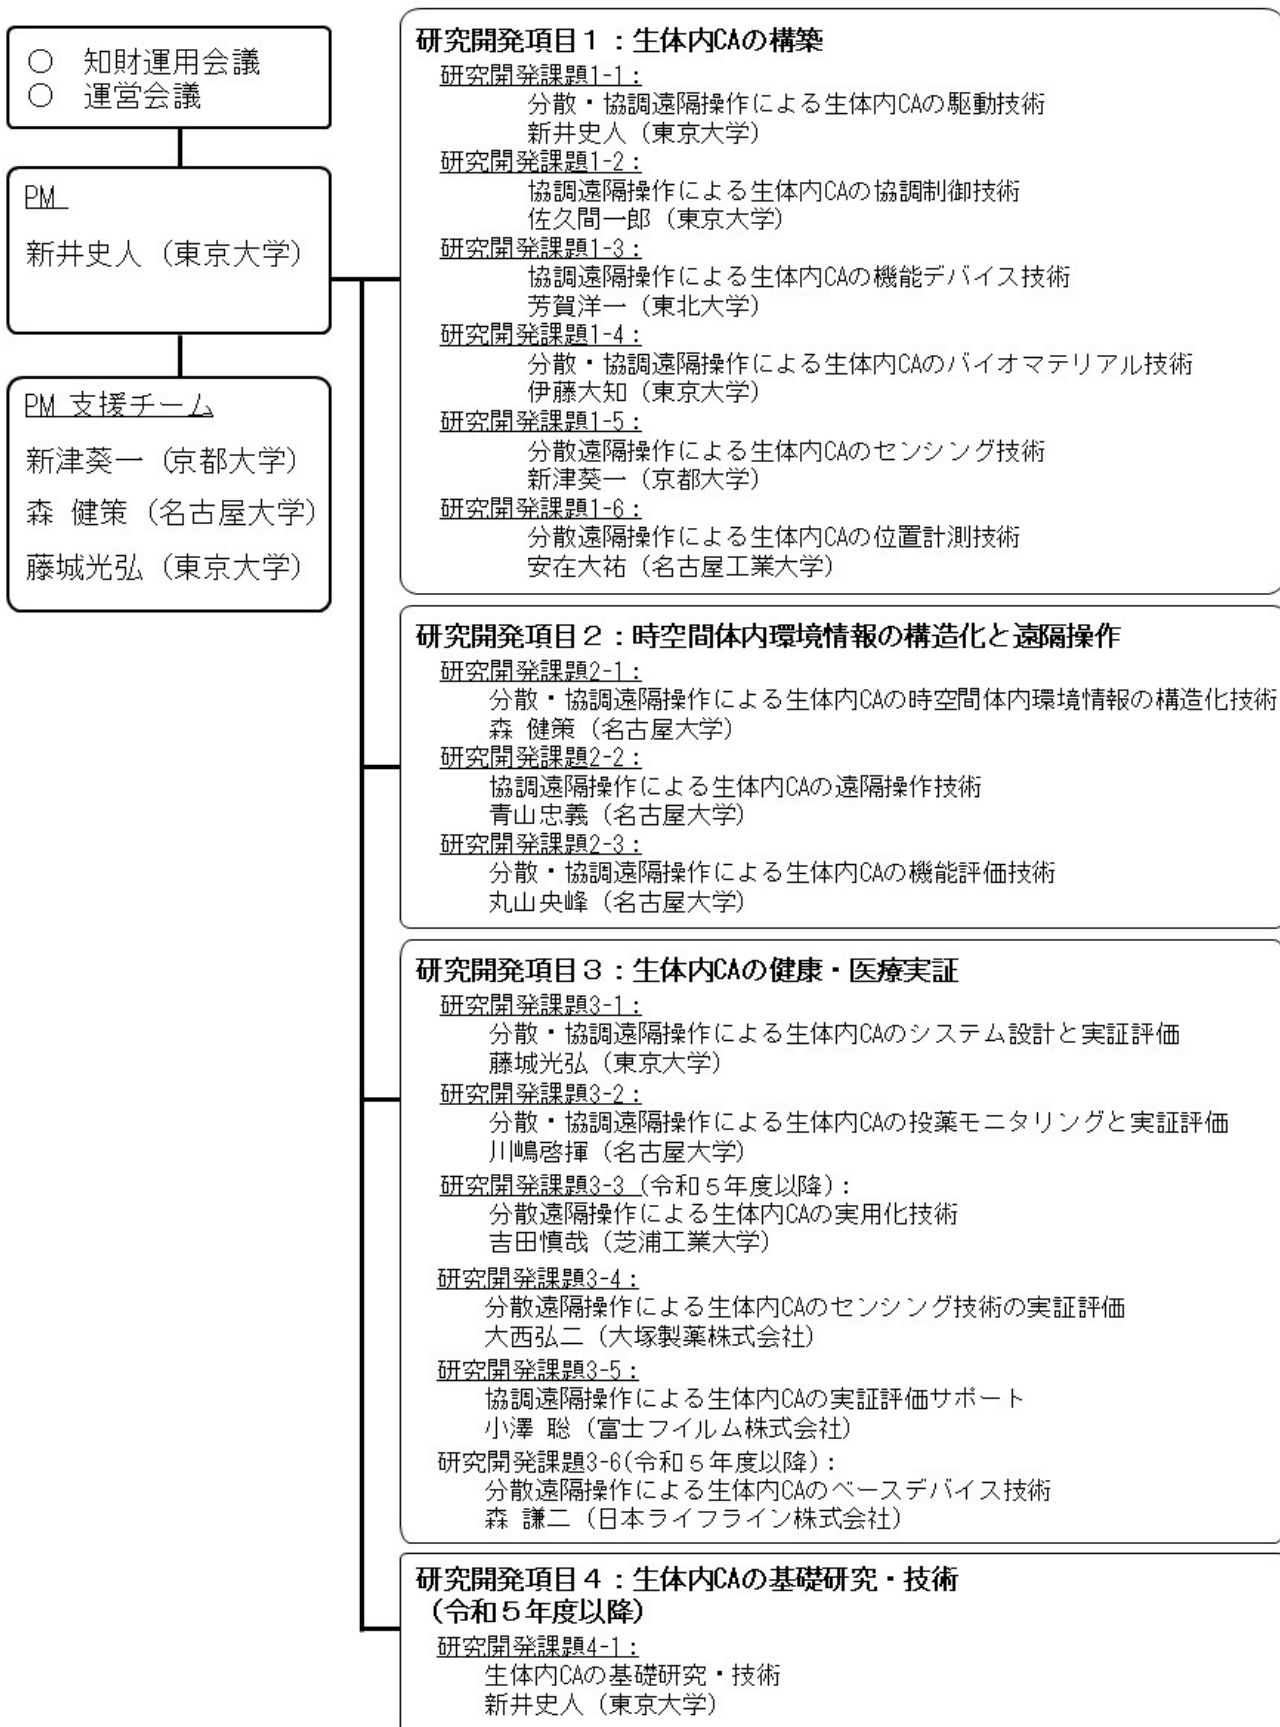 ○ 知財運用会議
○ 運営会議
PM
新井史人（東京大学）
PM 支援チーム
新津葵一（京都大学）
森 健策（名古屋大学）
藤城光弘（東京大学）
研究開発項目１：生体内CAの構築
研究開発課題1-1：
分散・協調遠隔操作による生体内CAの駆動技術
新井史人（東京大学）
研究開発課題1-2：
協調遠隔操作による生体内CAの協調制御技術
佐久間一郎（東京大学）
研究開発課題1-3：
協調遠隔操作による生体内CAの機能デバイス技術
芳賀洋一（東北大学）
研究開発課題1-4：
分散・協調遠隔操作による生体内CAのバイオマテリアル技術
伊藤大知（東京大学）
研究開発課題1-5：
分散遠隔操作による生体内CAのセンシング技術
新津葵一（京都大学）
研究開発課題1-6：
分散遠隔操作による生体内CAの位置計測技術
安在大祐（名古屋工業大学）
研究開発項目２：時空間体内環境情報の構造化と遠隔操作
研究開発課題2-1：
分散・協調遠隔操作による生体内CAの時空間体内環境情報の構造化技術
森 健策（名古屋大学）
研究開発課題2-2：
協調遠隔操作による生体内CAの遠隔操作技術
青山忠義（名古屋大学）
研究開発課題2-3：
分散・協調遠隔操作による生体内CAの機能評価技術
丸山央峰（名古屋大学）
研究開発項目３：生体内CAの健康・医療実証
研究開発課題3-1：
分散・協調遠隔操作による生体内CAのシステム設計と実証評価
藤城光弘（東京大学）
研究開発課題3-2：
分散・協調遠隔操作による生体内CAの投薬モニタリングと実証評価
川嶋啓揮（名古屋大学）
研究開発課題3-3（令和５年度以降）：
分散遠隔操作による生体内CAの実用化技術
吉田慎哉（芝浦工業大学）
研究開発課題3-4：
分散遠隔操作による生体内CAのセンシング技術の実証評価
大西弘二（大塚製薬株式会社）
研究開発課題3-5：
協調遠隔操作による生体内CAの実証評価サポート
小澤 聡（富士フイルム株式会社）
研究開発課題3-6(令和５年度以降）：
分散遠隔操作による生体内CAのベースデバイス技術
森 謙二（日本ライフライン株式会社）
研究開発項目４：生体内CAの基礎研究・技術
（令和５年度以降）
研究開発課題4-1：
生体内CAの基礎研究・技術
新井史人（東京大学）